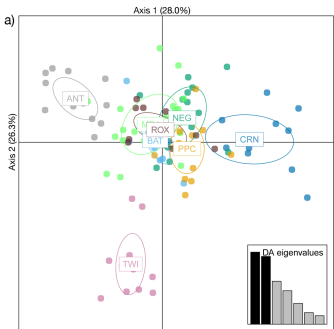 Axis 1 (28.0%)
a)
ANT
NEG
ROX
BAT
PPC
CRN
Axis 2 (26.3%)
TWI
DA eigenvalues